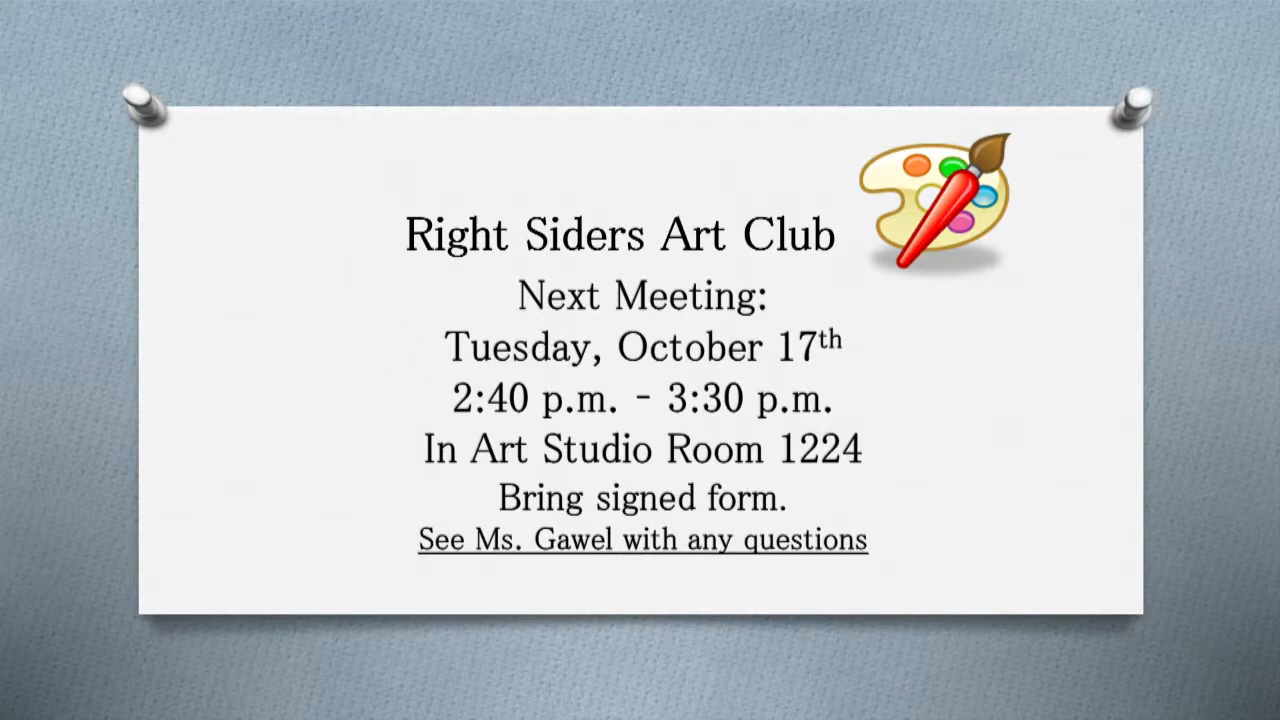 Right Siders Art Club
Next Meeting:
Tuesday, October 17th
2:40 p.m. - 3:30 p.m.
In Art Studio Room 1224
Bring signed form.
See Ms. Gawel with any questions